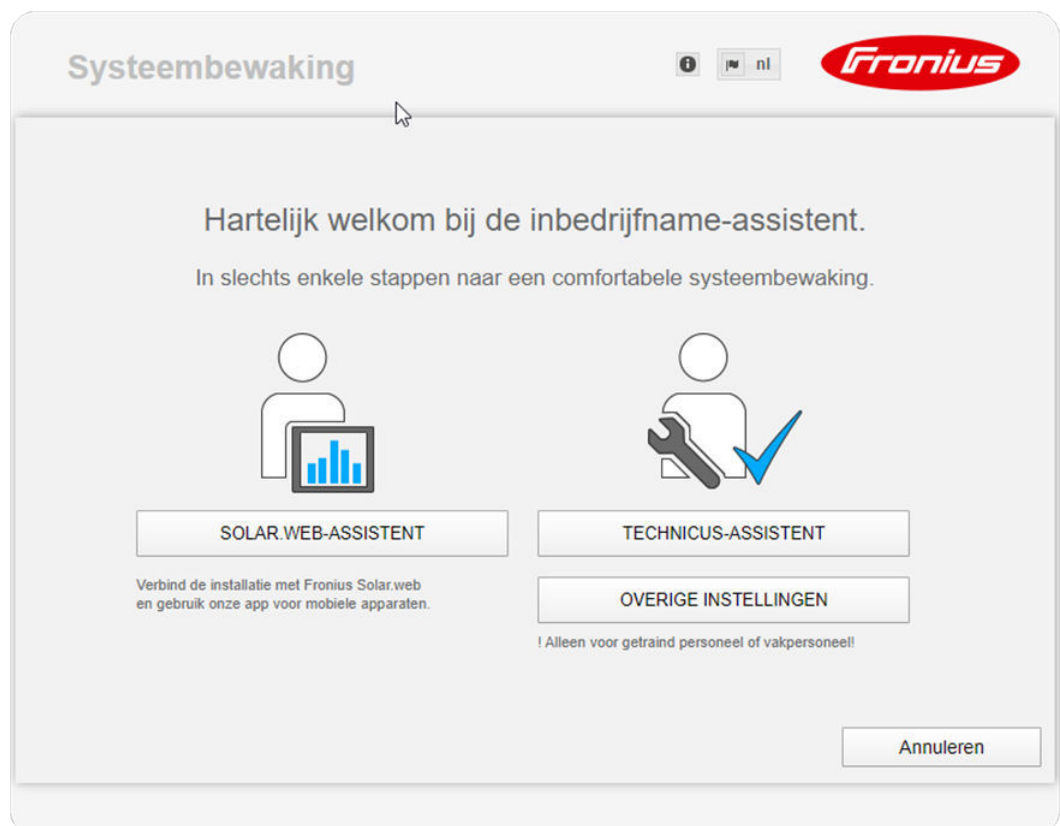 Systeembewaking
nl
Fronius
Hartelijk welkom bij de inbedrijfname-assistent.
In slechts enkele stappen naar een comfortabele systeembewaking.
SOLAR.WEB-ASSISTENT
Verbind de installatie met Fronius Solar.web
en gebruik onze app voor mobiele apparaten.
TECHNICUS-ASSISTENT
OVERIGE INSTELLINGEN
! Alleen voor getraind personeel of vakpersoneel!
Annuleren